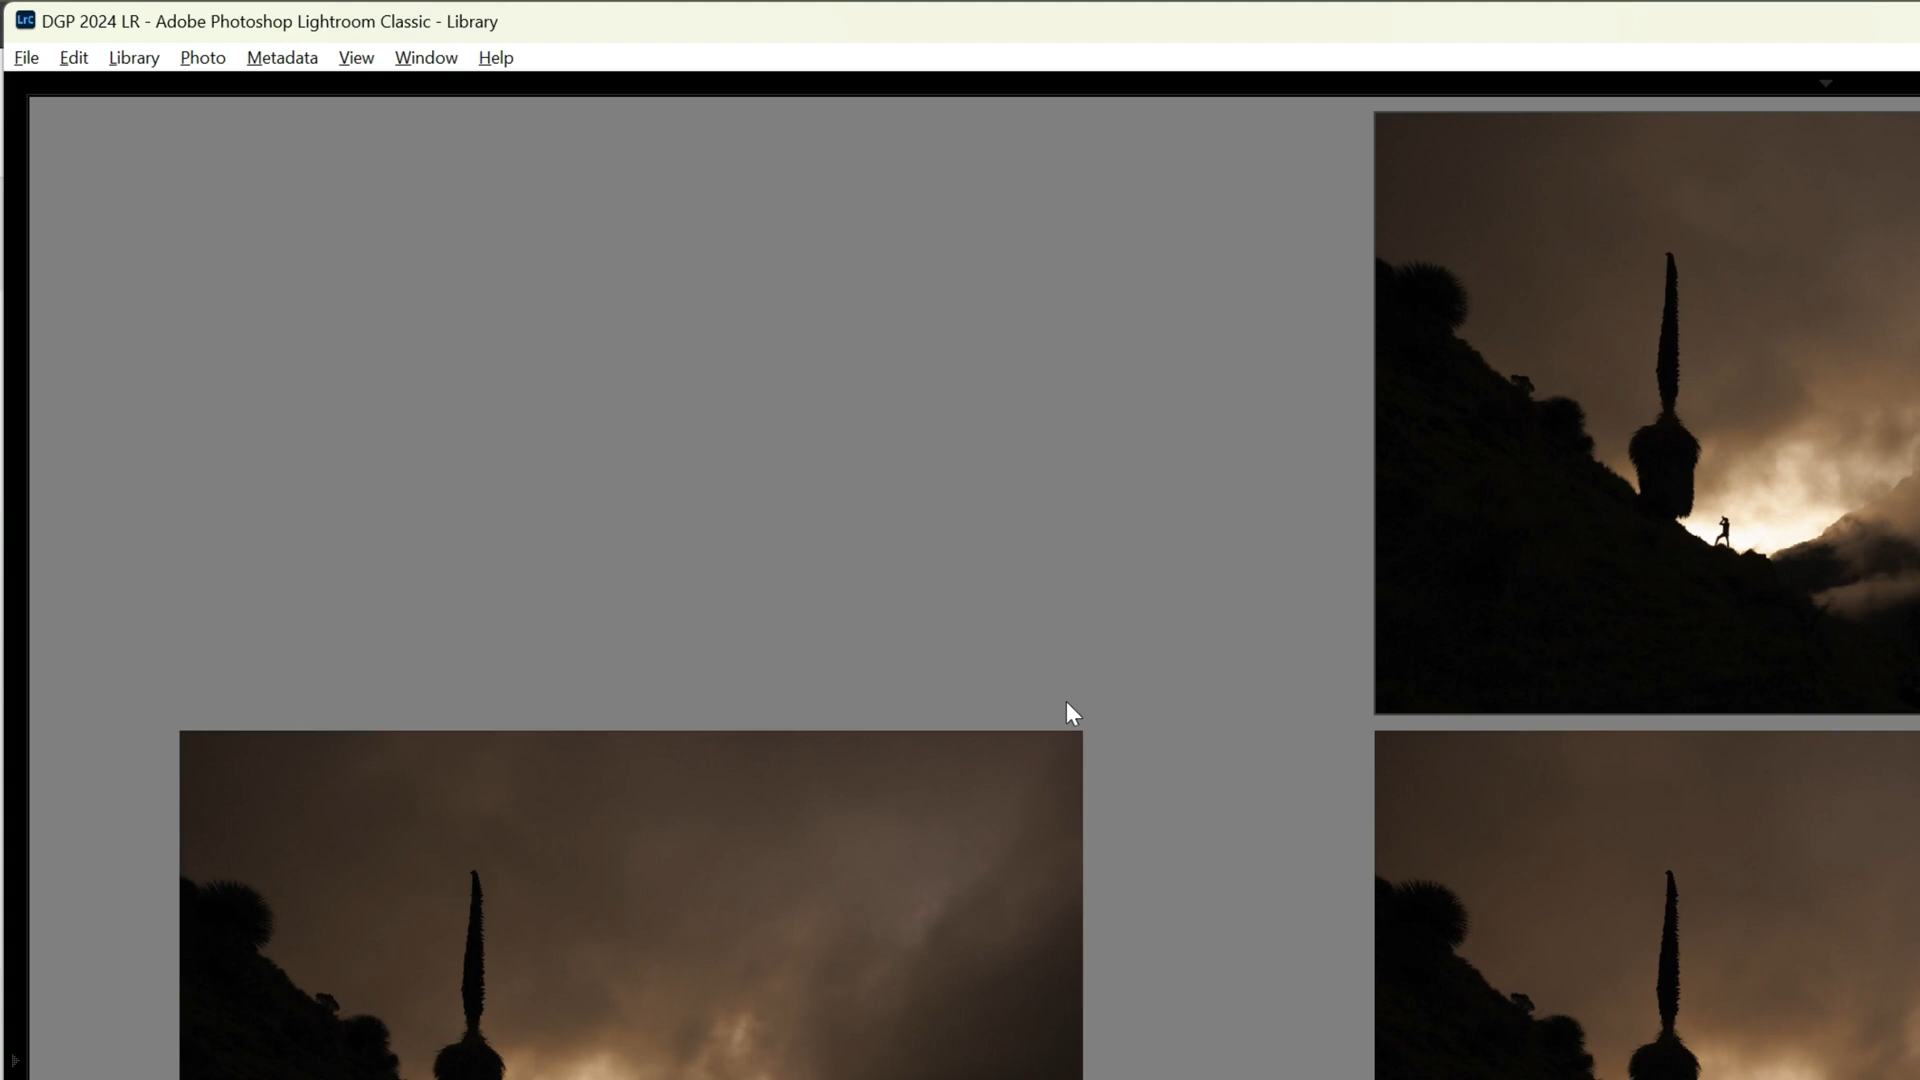 LrC DGP 2024 LR - Adobe Photoshop Lightroom Classic - Library
File Edit Library Photo Metadata View Window Help